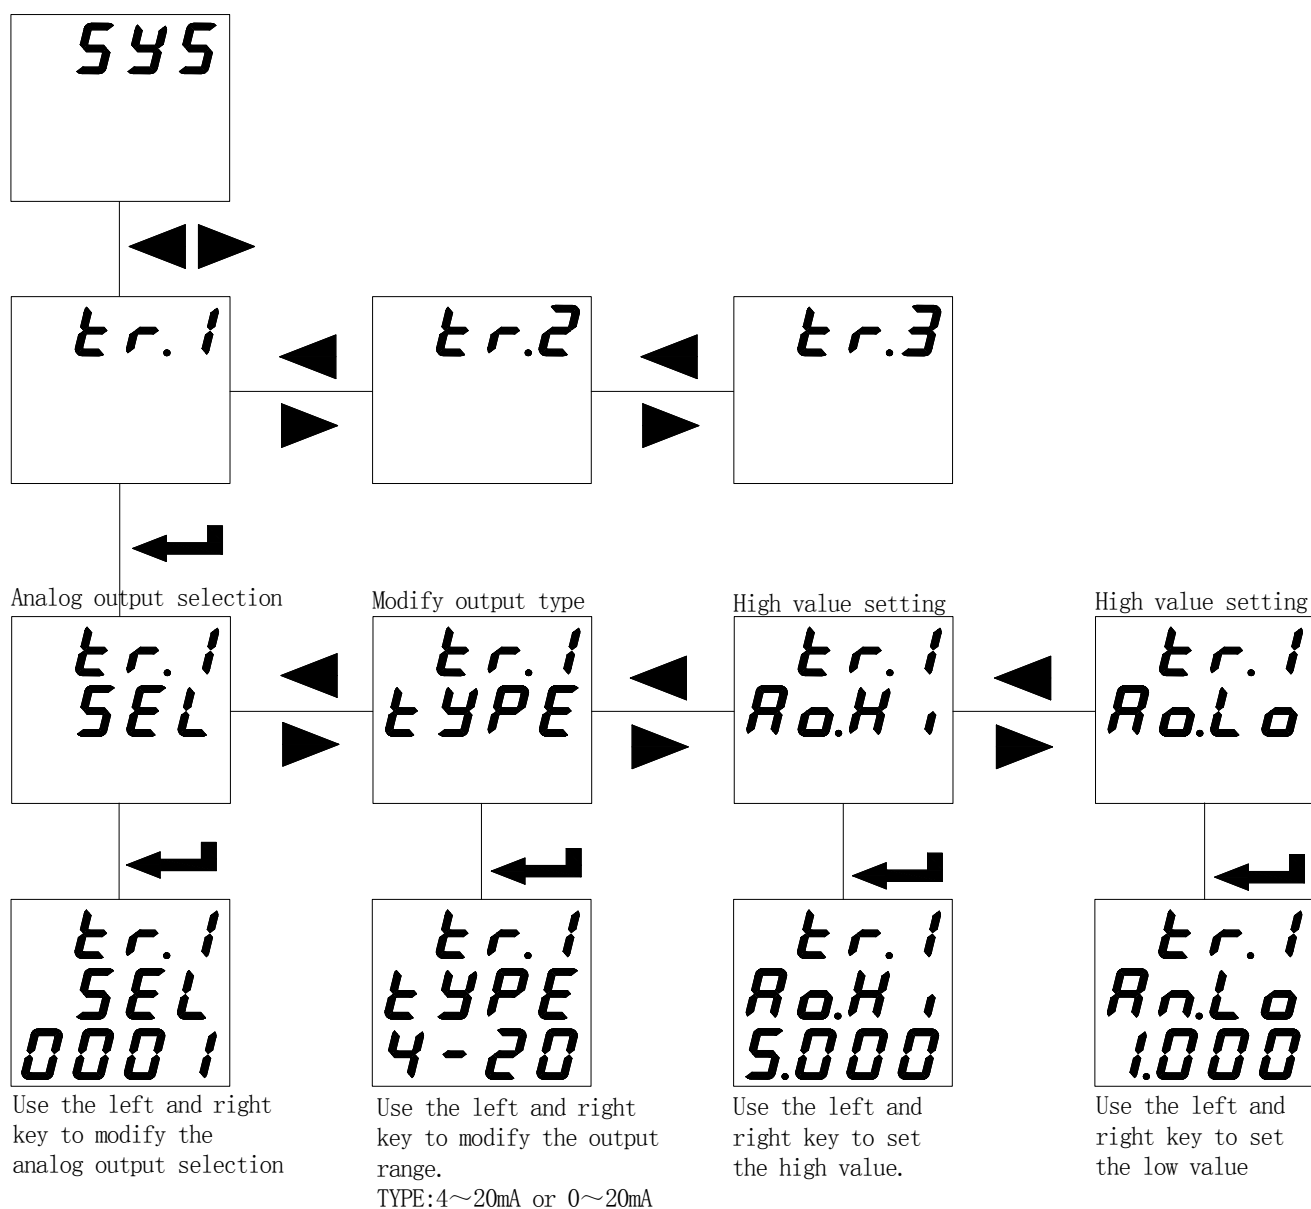 SYS
tr.1
tr.2
tr.3
Analog output selection
Modify output type
High value setting
High value setting
tr.1
SEL
tr.1
tYPE
tr.1
Ao.Hi
tr.1
Ao.Lo
tr.1
SEL
0001
Use the left and right
key to modify the
analog output selection
tr.1
tYPE
4-20
Use the left and right
key to modify the output
range.
TYPE:4～20mA or 0～20mA
tr.1
Ao.Hi
5.000
Use the left and
right key to set
the high value.
tr.1
An.Lo
1.000
Use the left and
right key to set
the low value